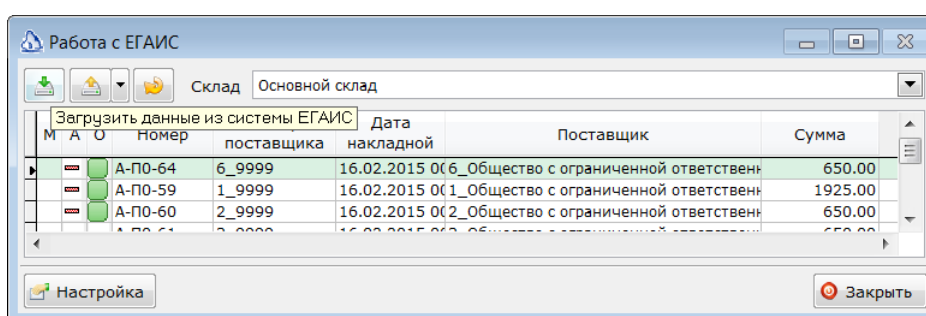 Работа с ЕГАИС
Склад Основной склад
Загрузить данные из системы ЕГАИС
М А О Номер поставщика Дата накладной Поставщик Сумма
А-П0-64 6_9999 16.02.2015 0 6_Общество с ограниченной ответствен 650.00
А-П0-59 1_9999 16.02.2015 0 1_Общество с ограниченной ответствен 1925.00
А-П0-60 2_9999 16.02.2015 0 2_Общество с ограниченной ответствен 650.00
Настройка Закрыть